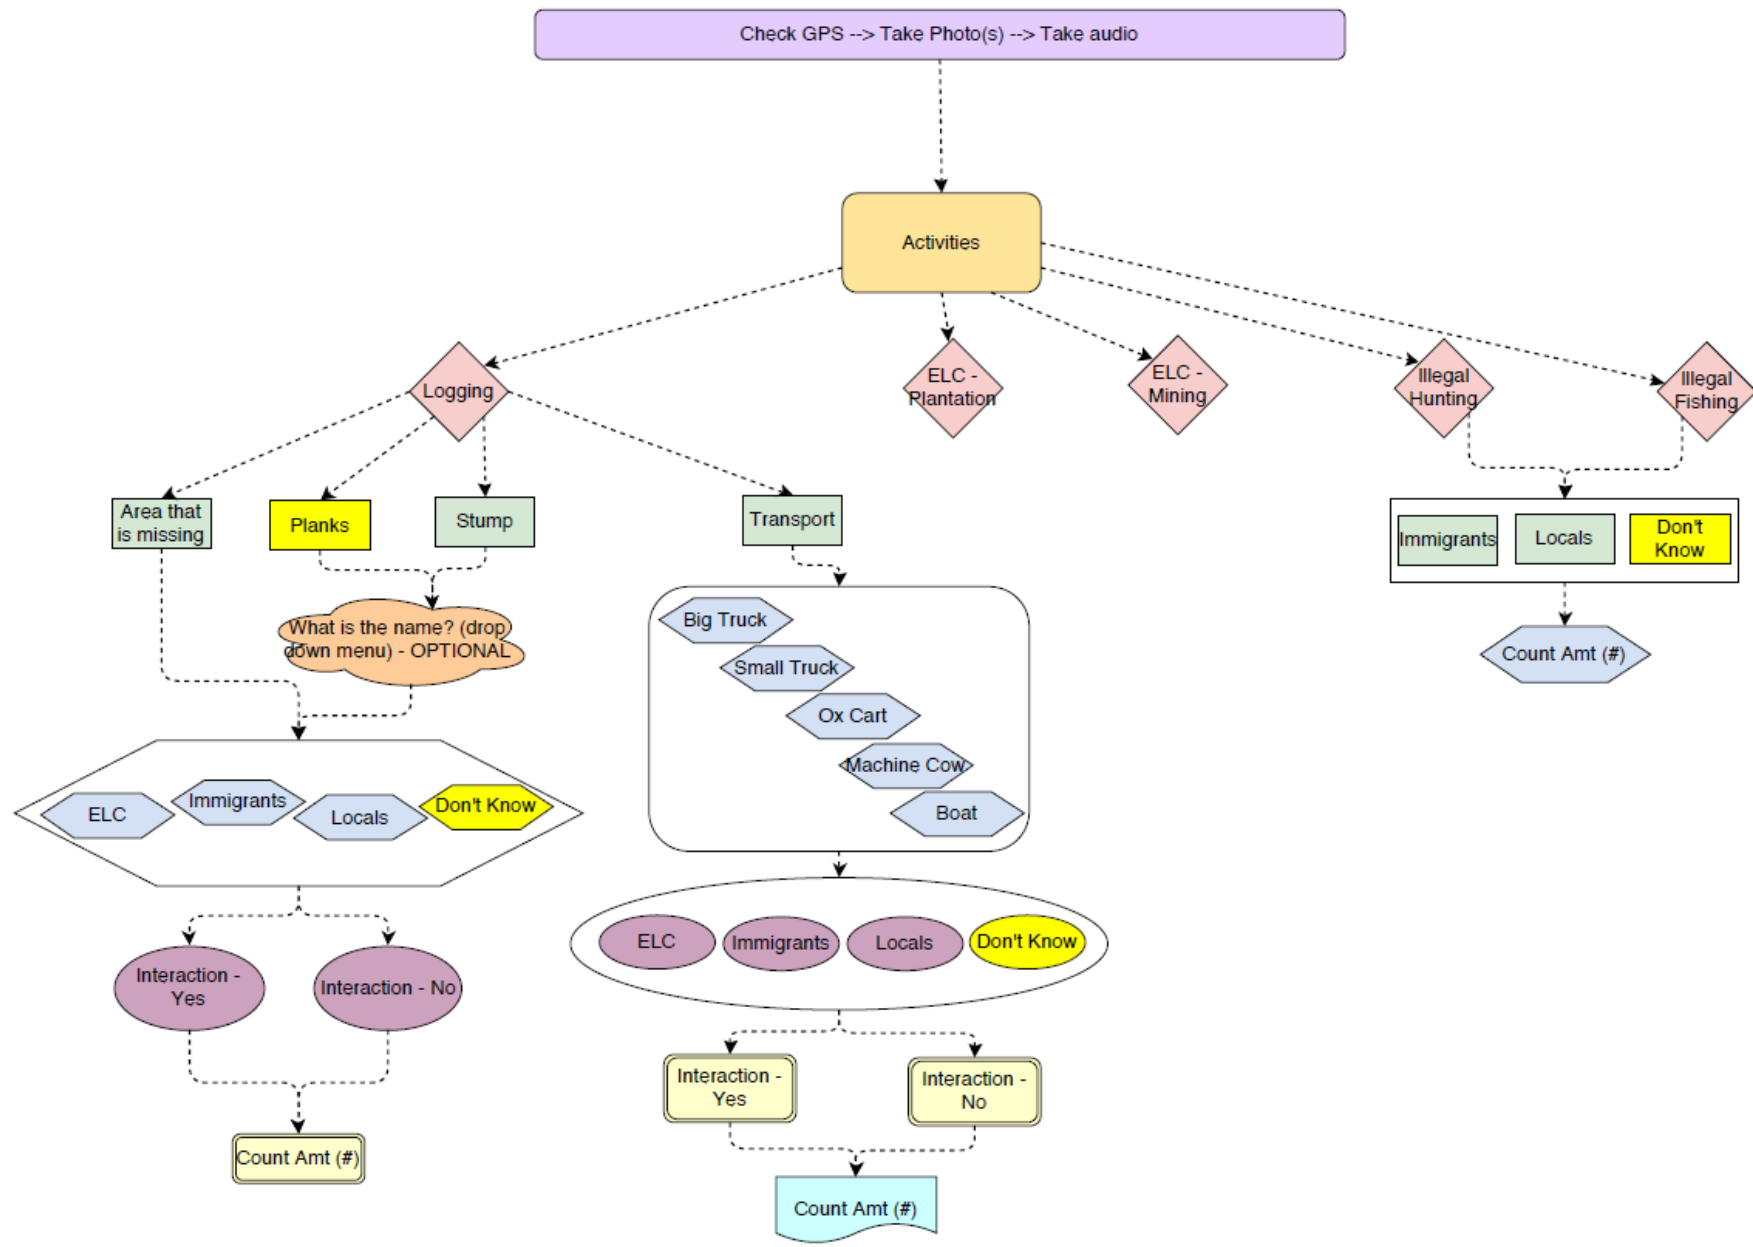 Check GPS --> Take Photo(s) --> Take audio
Activities
Logging
ELC -
Plantation
ELC -
Mining
Illegal
Hunting
Illegal
Fishing
Area that
is missing
Planks
Stump
Transport
Immigrants
Locals
Don't
Know
What is the name? (drop
down menu) - OPTIONAL
Big Truck
Small Truck
Ox Cart
Machine Cow
Boat
Count Amt (#)
ELC
Immigrants
Locals
Don't Know
ELC
Immigrants
Locals
Don't Know
Interaction -
Yes
Interaction - No
Interaction -
Yes
Interaction -
No
Count Amt (#)
Count Amt (#)